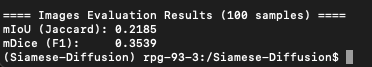 ==== Images Evaluation Results (100 samples) ====
mIoU (Jaccard): 0.2185
mDice (F1):     0.3539
(Siamese-Diffusion) rpg-93-3:/Siamese-Diffusion$